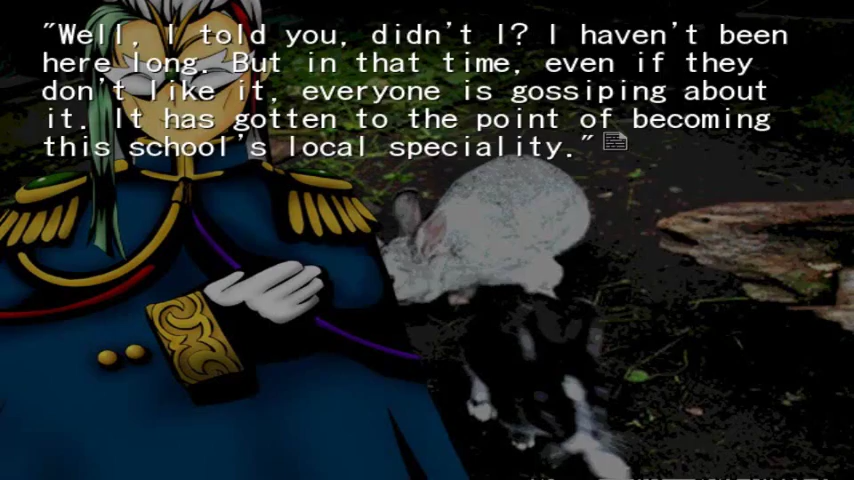 "Well, I told you, didn't I? I haven't been
here long. But in that time, even if they
don't like it, everyone is gossiping about
it. It has gotten to the point of becoming
this school's local speciality."